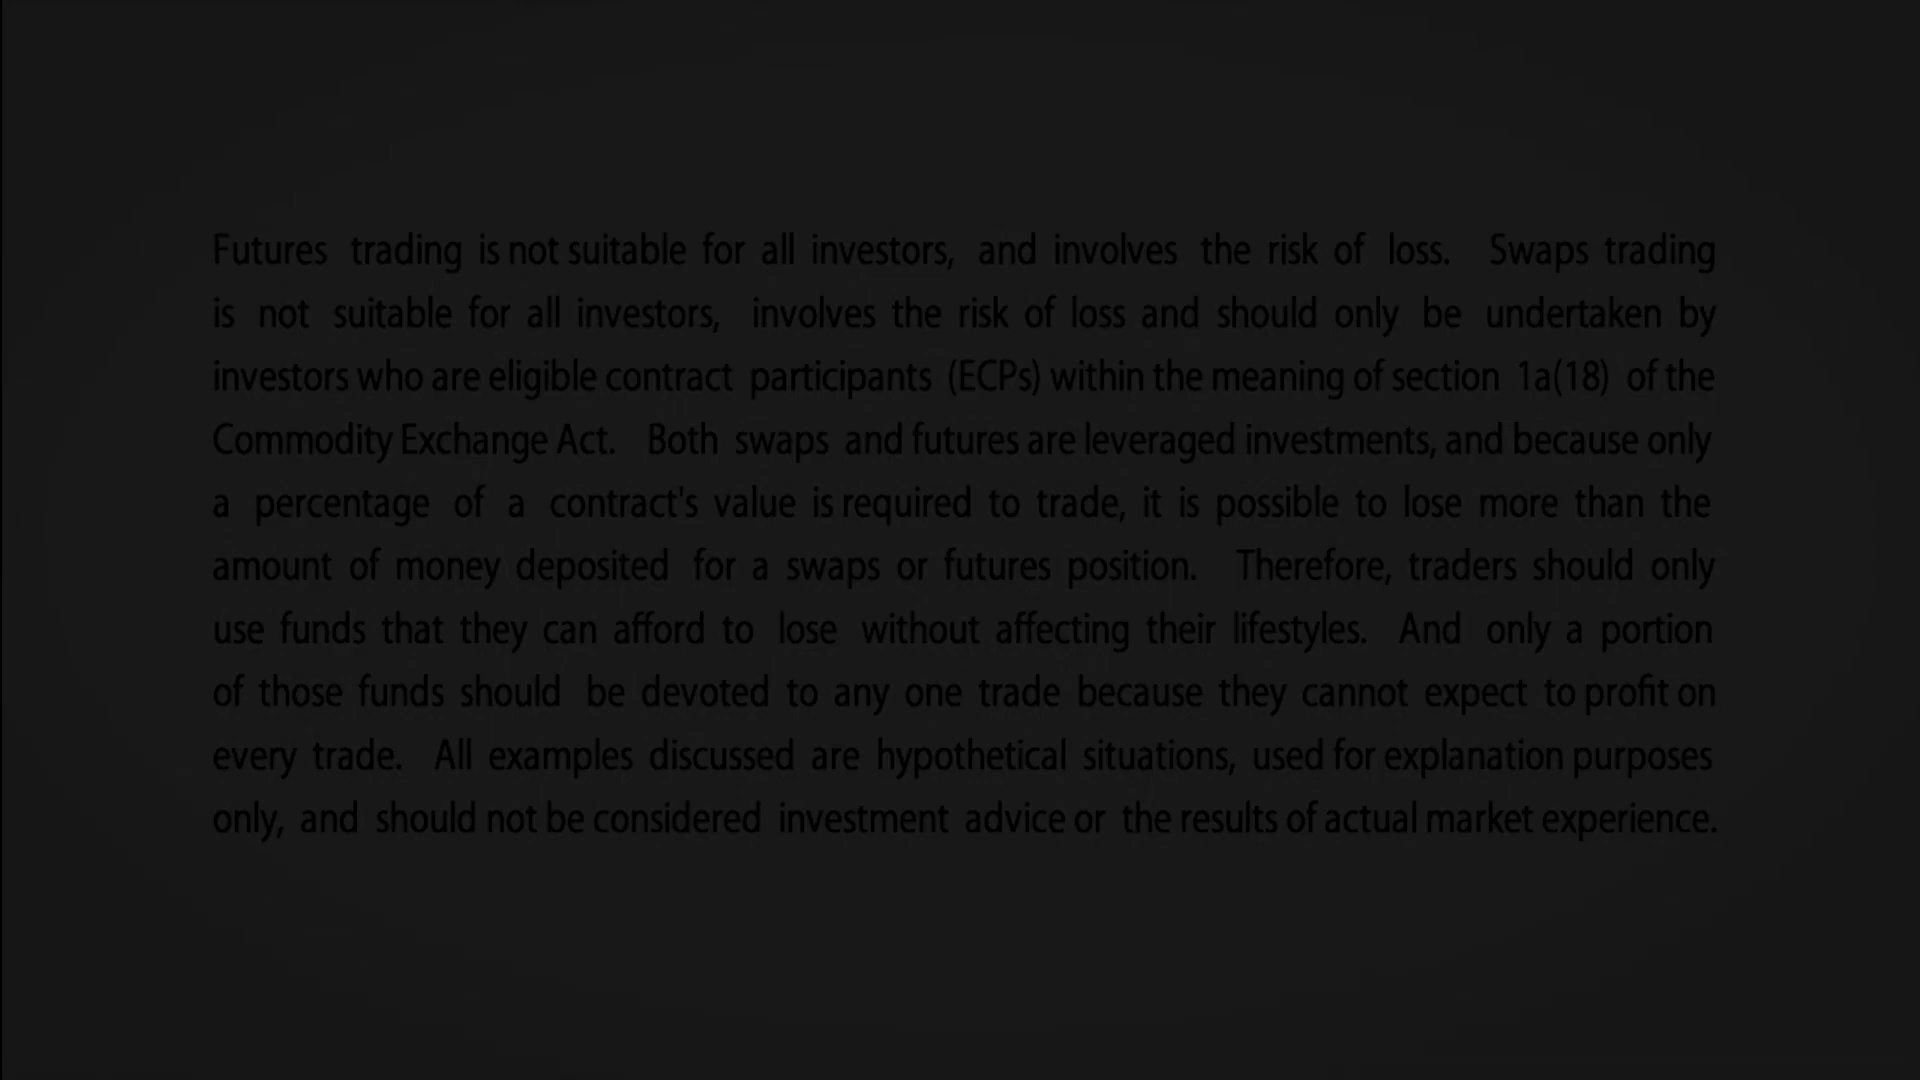 Futures trading is not suitable for all investors, and involves the risk of loss. Swaps trading
is not suitable for all investors, involves the risk of loss and should only be undertaken by
investors who are eligible contract participants (ECPs) within the meaning of section 1a(18) of the
Commodity Exchange Act. Both swaps and futures are leveraged investments, and because only
a percentage of a contract's value is required to trade, it is possible to lose more than the
amount of money deposited for a swaps or futures position. Therefore, traders should only
use funds that they can afford to lose without affecting their lifestyles. And only a portion
of those funds should be devoted to any one trade because they cannot expect to profit on
every trade. All examples discussed are hypothetical situations, used for explanation purposes
only, and should not be considered investment advice or the results of actual market experience.